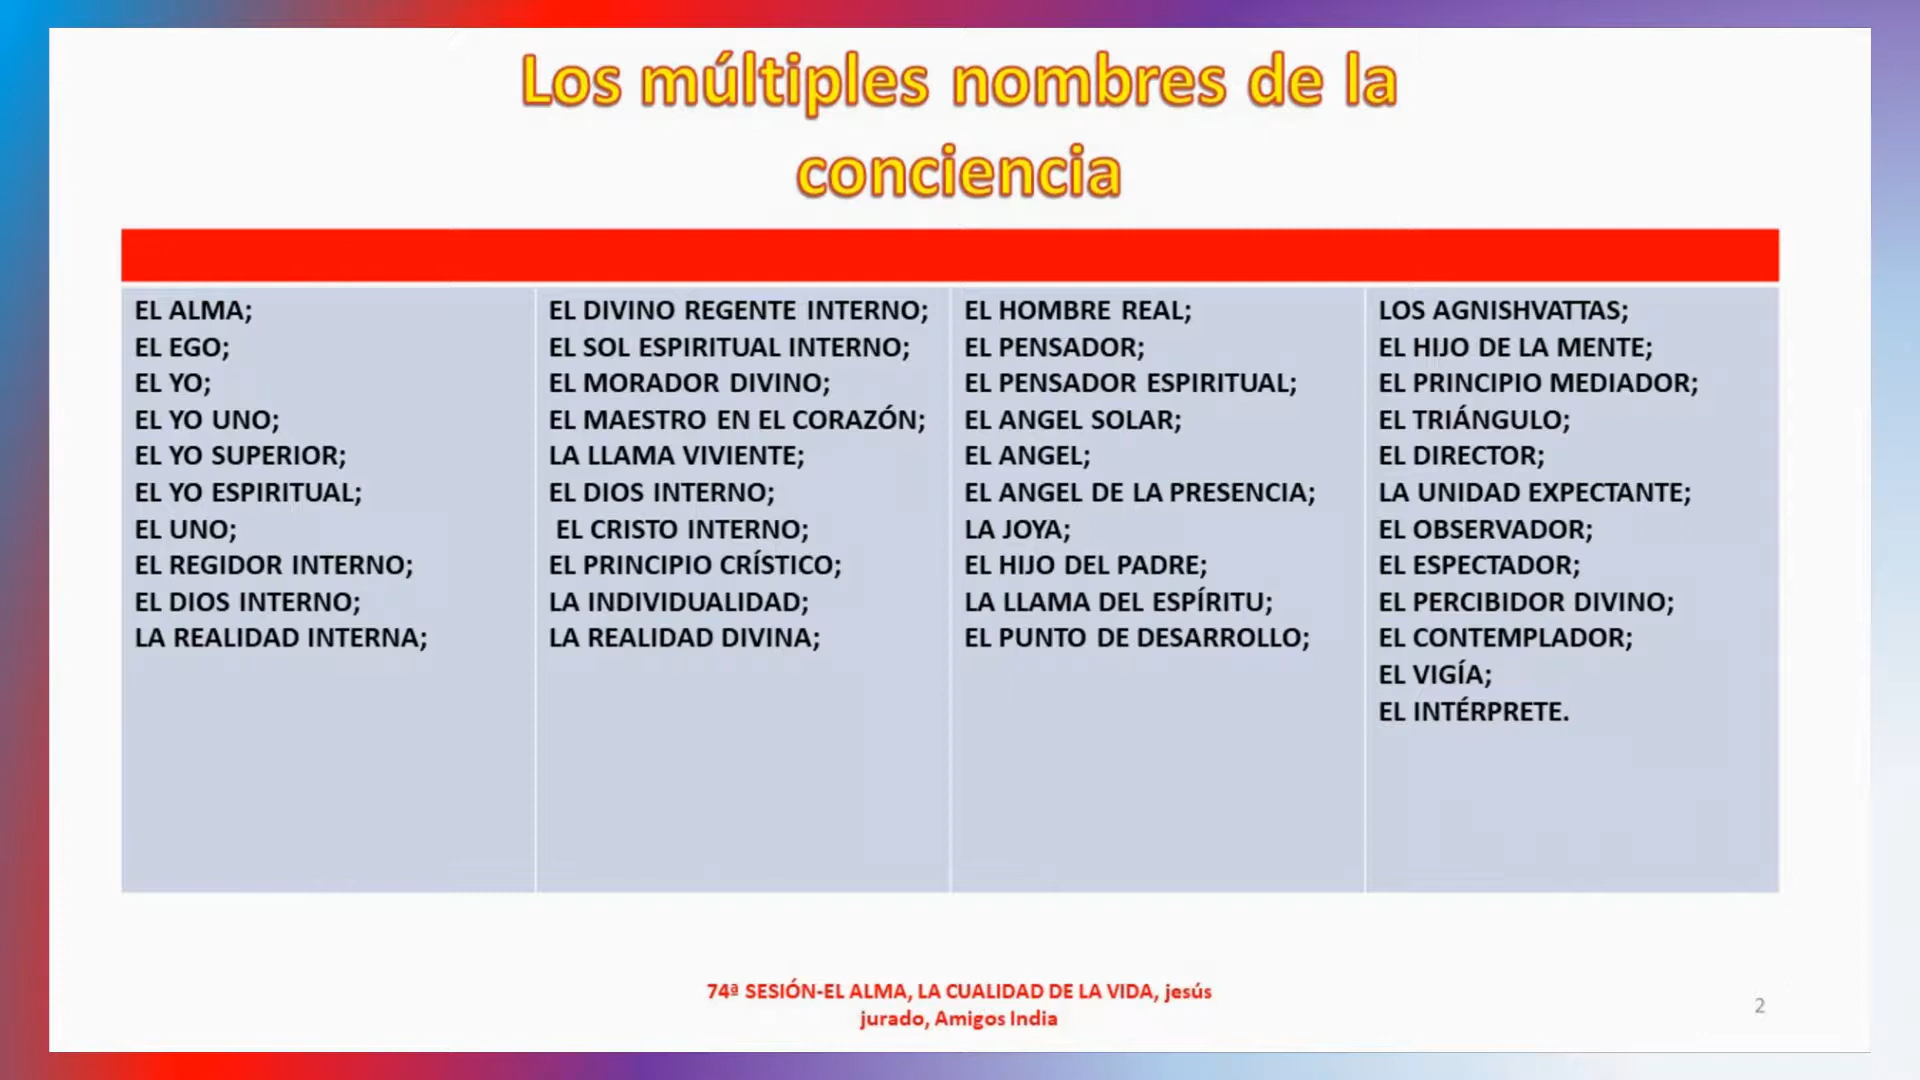 Los múltiples nombres de la
conciencia
EL ALMA;
EL EGO;
EL YO;
EL YO UNO;
EL YO SUPERIOR;
EL YO ESPIRITUAL;
EL UNO;
EL REGIDOR INTERNO;
EL DIOS INTERNO;
LA REALIDAD INTERNA;
EL DIVINO REGENTE INTERNO;
EL SOL ESPIRITUAL INTERNO;
EL MORADOR DIVINO;
EL MAESTRO EN EL CORAZÓN;
LA LLAMA VIVIENTE;
EL DIOS INTERNO;
EL CRISTO INTERNO;
EL PRINCIPIO CRÍSTICO;
LA INDIVIDUALIDAD;
LA REALIDAD DIVINA;
EL HOMBRE REAL;
EL PENSADOR;
EL PENSADOR ESPIRITUAL;
EL ANGEL SOLAR;
EL ANGEL;
EL ANGEL DE LA PRESENCIA;
LA JOYA;
EL HIJO DEL PADRE;
LA LLAMA DEL ESPÍRITU;
EL PUNTO DE DESARROLLO;
LOS AGNISHVATTAS;
EL HIJO DE LA MENTE;
EL PRINCIPIO MEDIADOR;
EL TRIÁNGULO;
EL DIRECTOR;
LA UNIDAD EXPECTANTE;
EL OBSERVADOR;
EL ESPECTADOR;
EL PERCIBIDOR DIVINO;
EL CONTEMPLADOR;
EL VIGÍA;
EL INTÉRPRETE.
74ª SESIÓN-EL ALMA, LA CUALIDAD DE LA VIDA, jesús
jurado, Amigos India
2